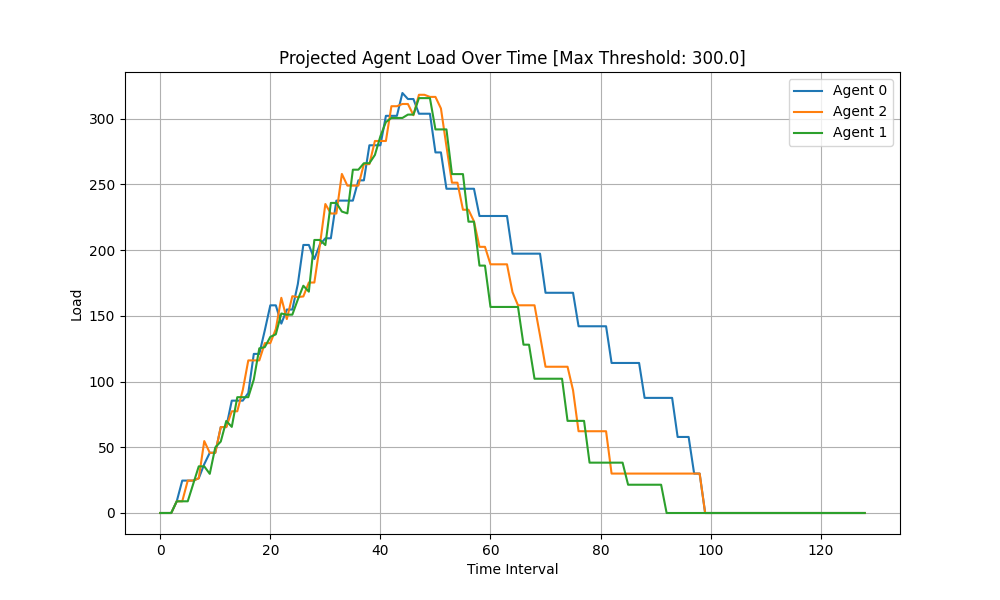 Projected Agent Load Over Time [Max Threshold: 300.0]
Agent 0
Agent 2
Agent 1
Load
300
250
200
150
100
50
0
0 20 40 60 80 100 120
Time Interval